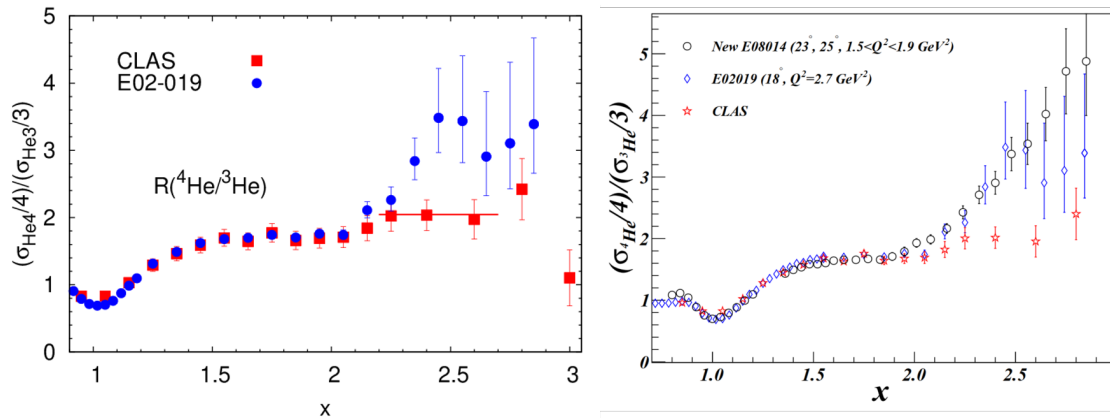 5
4
3
2
1
0
1
1.5
2
2.5
3
x
(σHe4/4)/(σHe3/3)
CLAS
E02-019
R(⁴He/³He)
5
4
3
2
1
0
1.0
1.5
2.0
2.5
x
(σ⁴He/4)/(σ³He/3)
New E08014 (23°, 25°, 1.5<Q²<1.9 GeV²)
E02019 (18°, Q²=2.7 GeV²)
CLAS